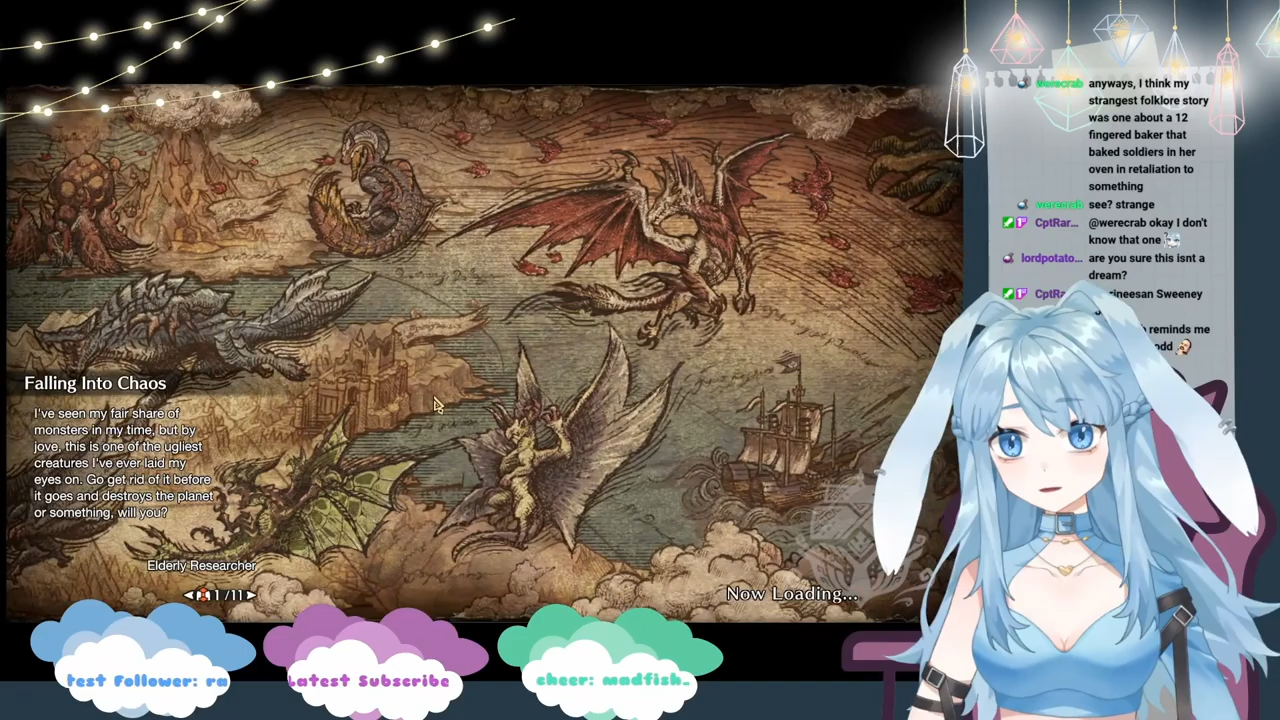 Falling Into Chaos
I've seen my fair share of
monsters in my time, but by
jove, this is one of the ugliest
creatures I've ever laid my
eyes on. Go get rid of it before
it goes and destroys the planet
or something, will you?
Elderly Researcher
1 /11
Now Loading...
werecrab anyways, I think my
strangest folklore story
was one about a 12
fingered baker that
baked soldiers in her
oven in retaliation to
something
werecrab see? strange
CptRar... @werecrab okay I don't
know that one
lordpotato... are you sure this isnt a
dream?
CptRa
rineesan Sweeney
reminds me
odd
test Follower: ra
Latest Subscribe
cheer: madfish_